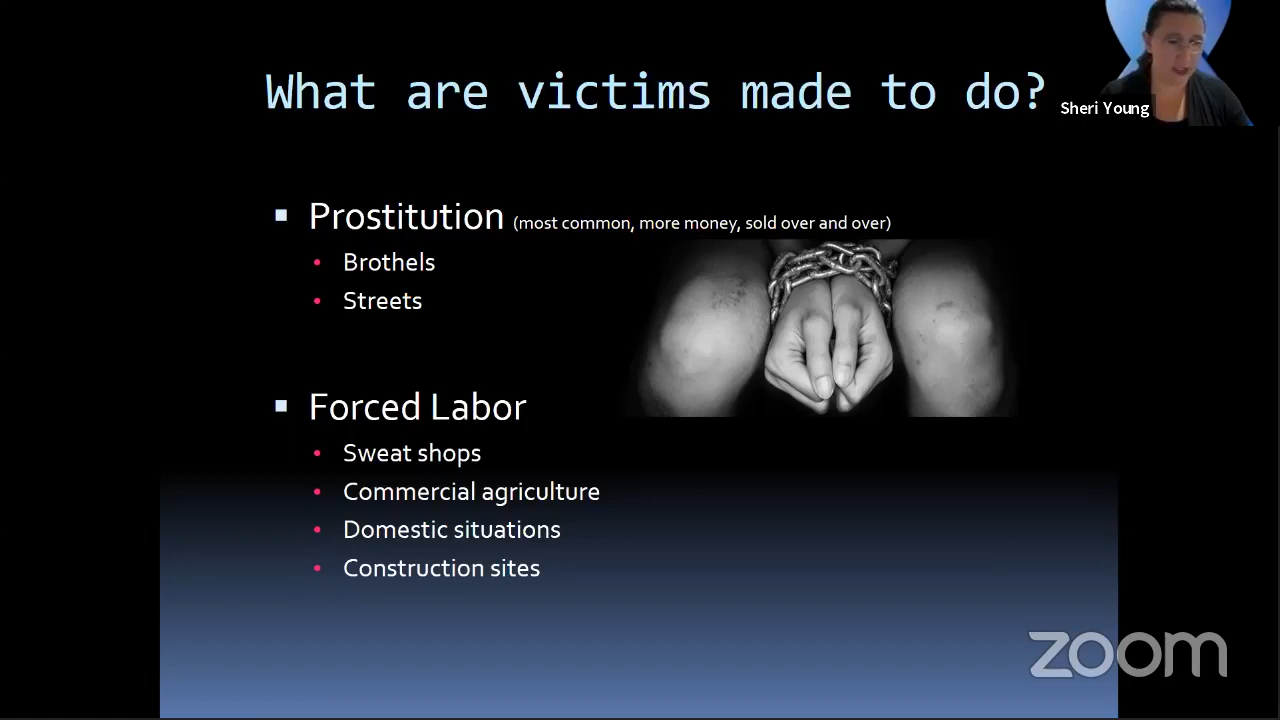 What are victims made to do?
Sheri Young
Prostitution (most common, more money, sold over and over)
Brothels
Streets
Forced Labor
Sweat shops
Commercial agriculture
Domestic situations
Construction sites
zoom